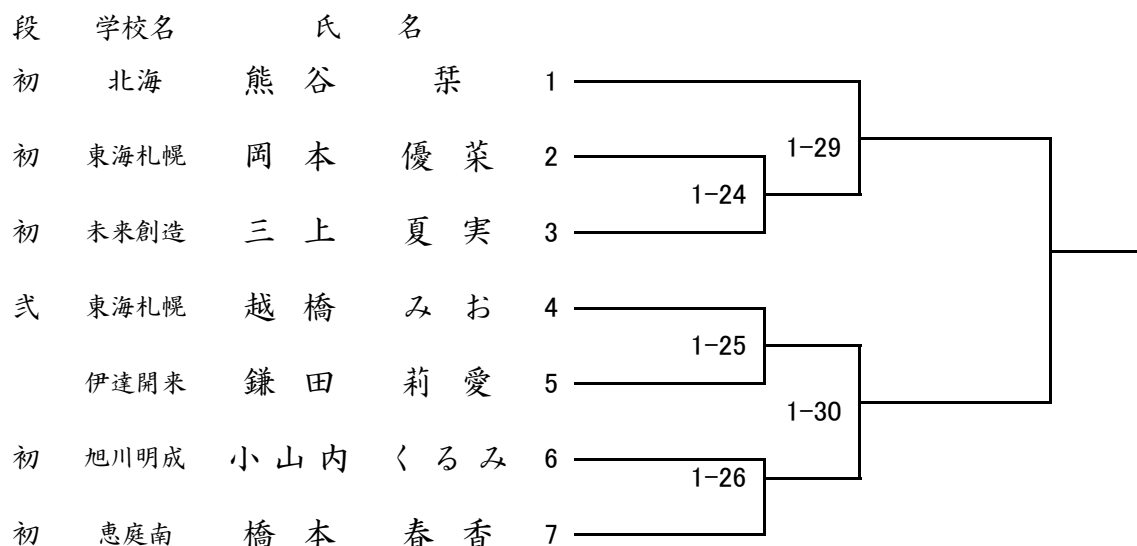 段 学校名 氏 名
初 北海 熊谷 栞 1
初 東海札幌 岡本 優菜 2
1-29
1-24
初 未来創造 三上 夏実 3
弐 東海札幌 越橋 みお 4
1-25
伊達開来 鎌田 莉愛 5
1-30
初 旭川明成 小山内 くるみ 6
1-26
初 恵庭南 橋本 春香 7